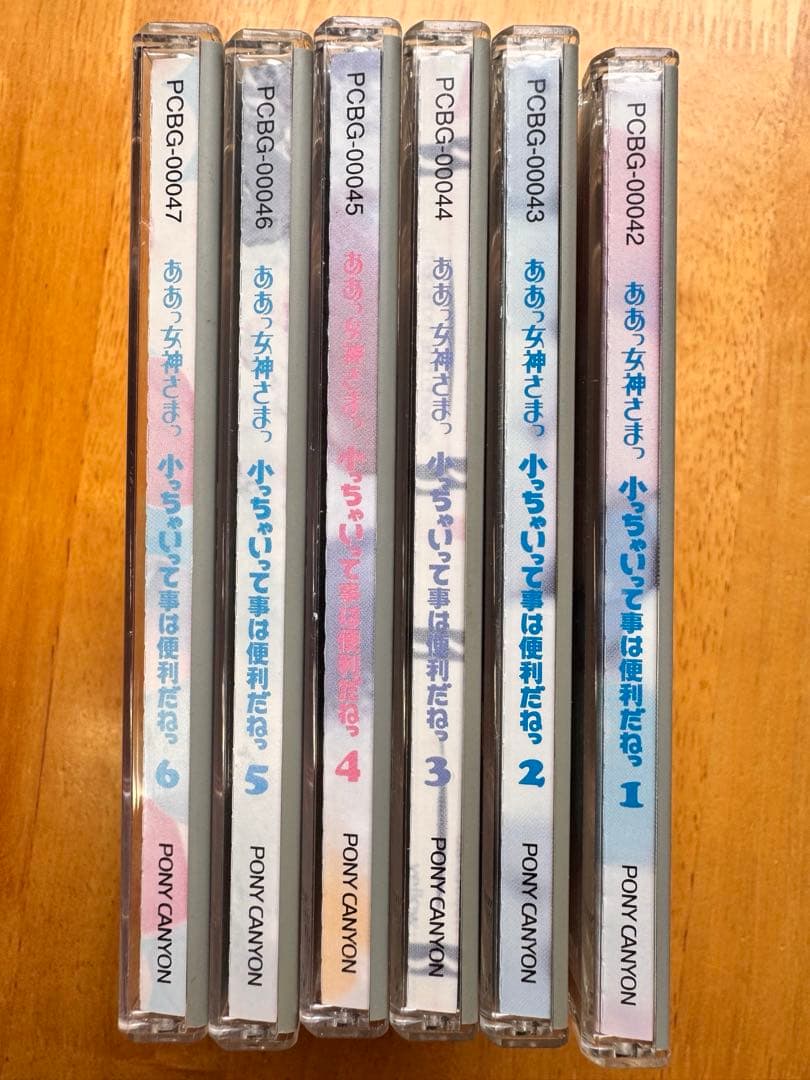 PCBG-00047 ああっ女神さまっ 小っちゃいって事は便利だねっ 6 PONY CANYON
PCBG-00046 ああっ女神さまっ 小っちゃいって事は便利だねっ 5 PONY CANYON
PCBG-00045 ああっ女神さまっ 小っちゃいって事は便利だねっ 4 PONY CANYON
PCBG-00044 ああっ女神さまっ 小っちゃいって事は便利だねっ 3 PONY CANYON
PCBG-00043 ああっ女神さまっ 小っちゃいって事は便利だねっ 2 PONY CANYON
PCBG-00042 ああっ女神さまっ 小っちゃいって事は便利だねっ 1 PONY CANYON